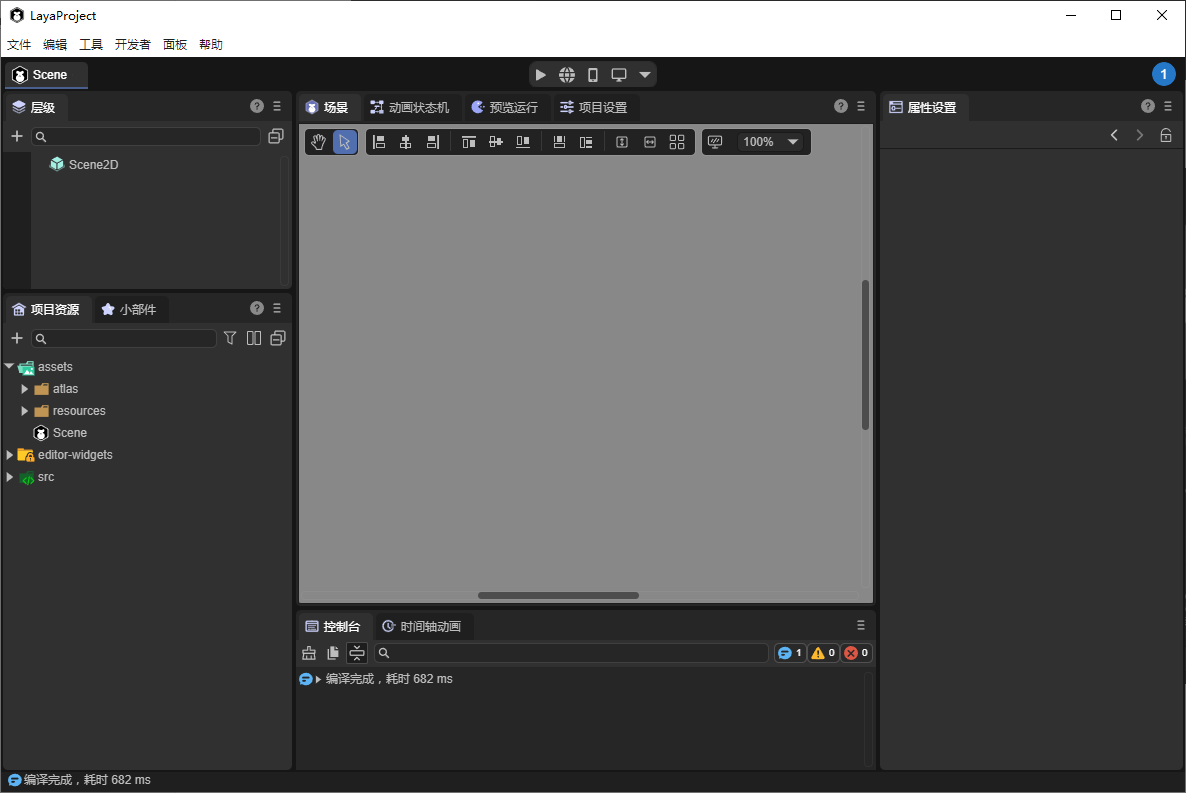 LayaProject
文件 编辑 工具 开发者 面板 帮助
Scene
1
层级
Scene2D
项目资源 小部件
assets
atlas
resources
Scene
editor-widgets
src
场景 动画状态机 预览运行 项目设置
100%
控制台 时间轴动画
1 0 0
编译完成，耗时 682 ms
属性设置
编译完成，耗时 682 ms